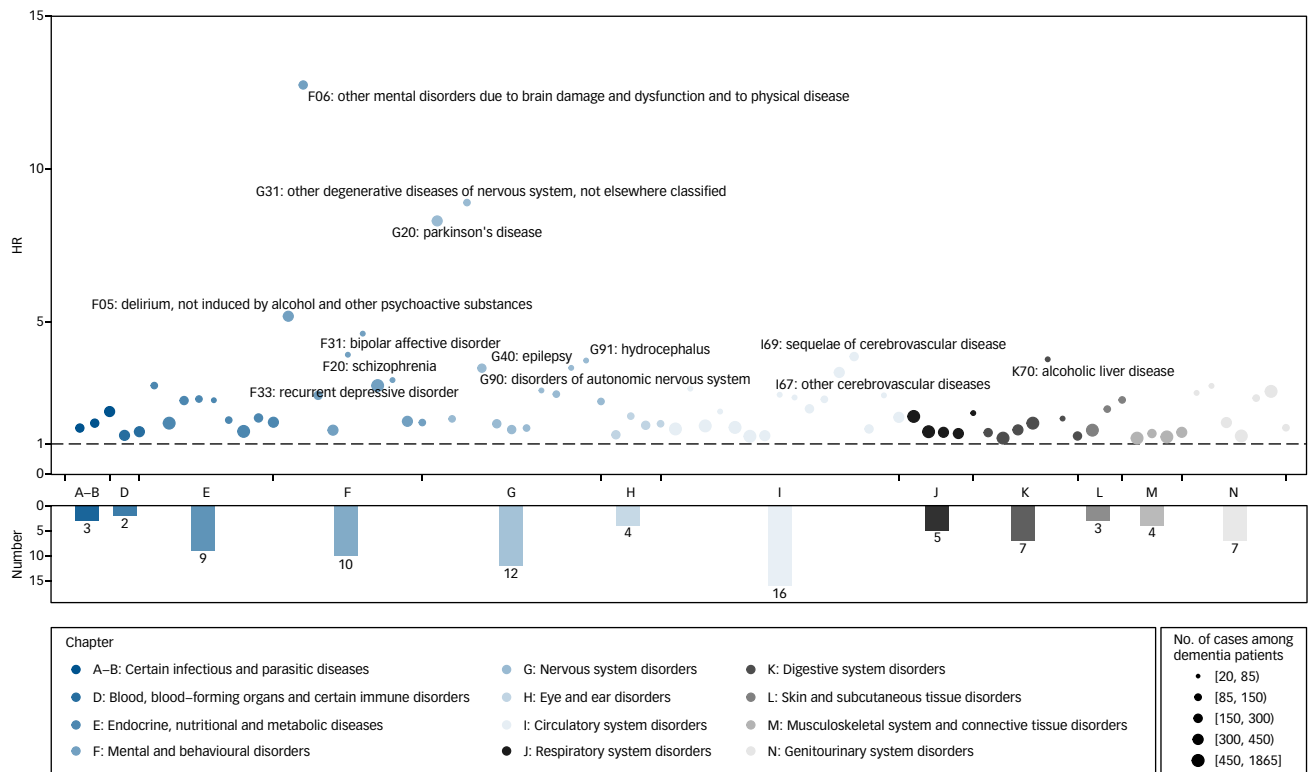 15
F06: other mental disorders due to brain damage and dysfunction and to physical disease
10
G31: other degenerative diseases of nervous system, not elsewhere classified
G20: parkinson's disease
HR
F05: delirium, not induced by alcohol and other psychoactive substances
5
F31: bipolar affective disorder
I69: sequelae of cerebrovascular disease
G91: hydrocephalus
G40: epilepsy
F20: schizophrenia
K70: alcoholic liver disease
G90: disorders of autonomic nervous system
I67: other cerebrovascular diseases
F33: recurrent depressive disorder
1
0
A–B D E F G H I J K L M N
0
5
10
15
Number
3 2 9 10 12 4 16 5 7 3 4 7
Chapter
A–B: Certain infectious and parasitic diseases
D: Blood, blood–forming organs and certain immune disorders
E: Endocrine, nutritional and metabolic diseases
F: Mental and behavioural disorders
G: Nervous system disorders
H: Eye and ear disorders
I: Circulatory system disorders
J: Respiratory system disorders
K: Digestive system disorders
L: Skin and subcutaneous tissue disorders
M: Musculoskeletal system and connective tissue disorders
N: Genitourinary system disorders
No. of cases among
dementia patients
[20, 85)
[85, 150)
[150, 300)
[300, 450)
[450, 1865]